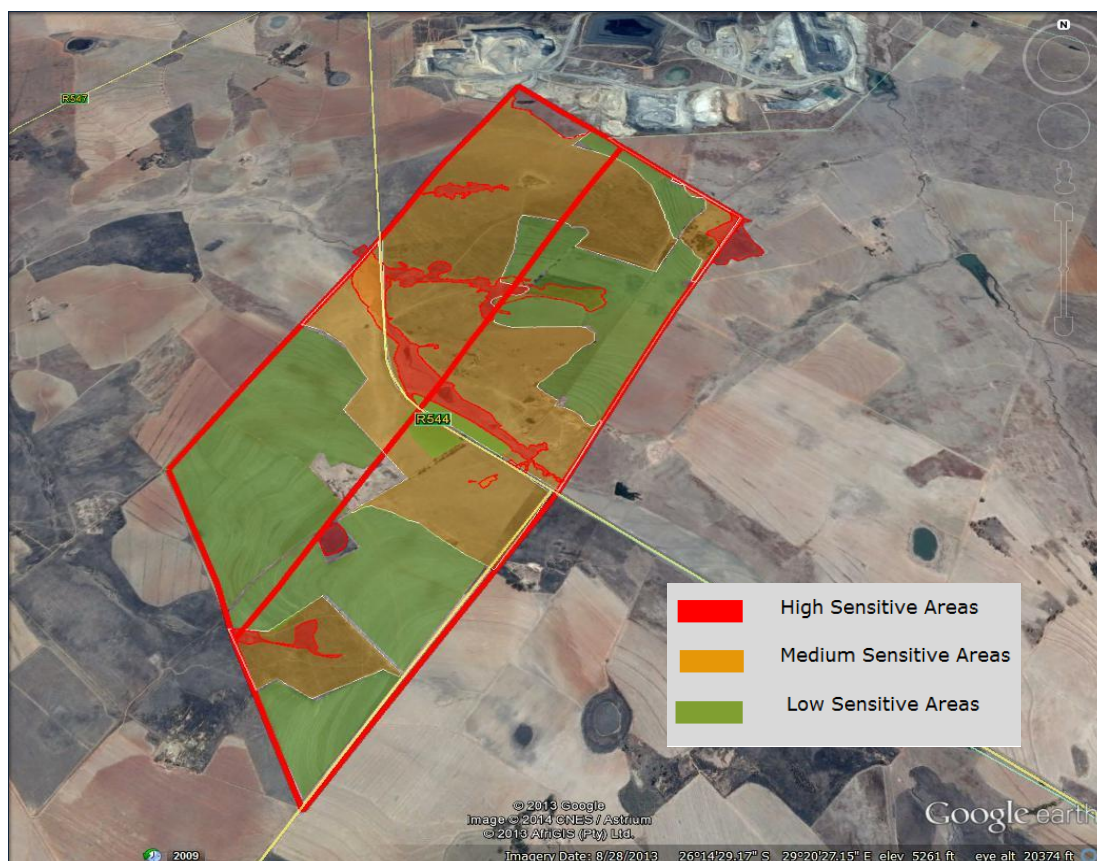 N
R547
R544
High Sensitive Areas
Medium Sensitive Areas
Low Sensitive Areas
© 2013 Google
Image © 2014 CNES / Astrium
© 2013 AfriGIS (Pty) Ltd.
Google earth
2009
Imagery Date: 8/28/2013 26°14'29.17" S 29°20'27.15" E elev 5261 ft eye alt 20374 ft